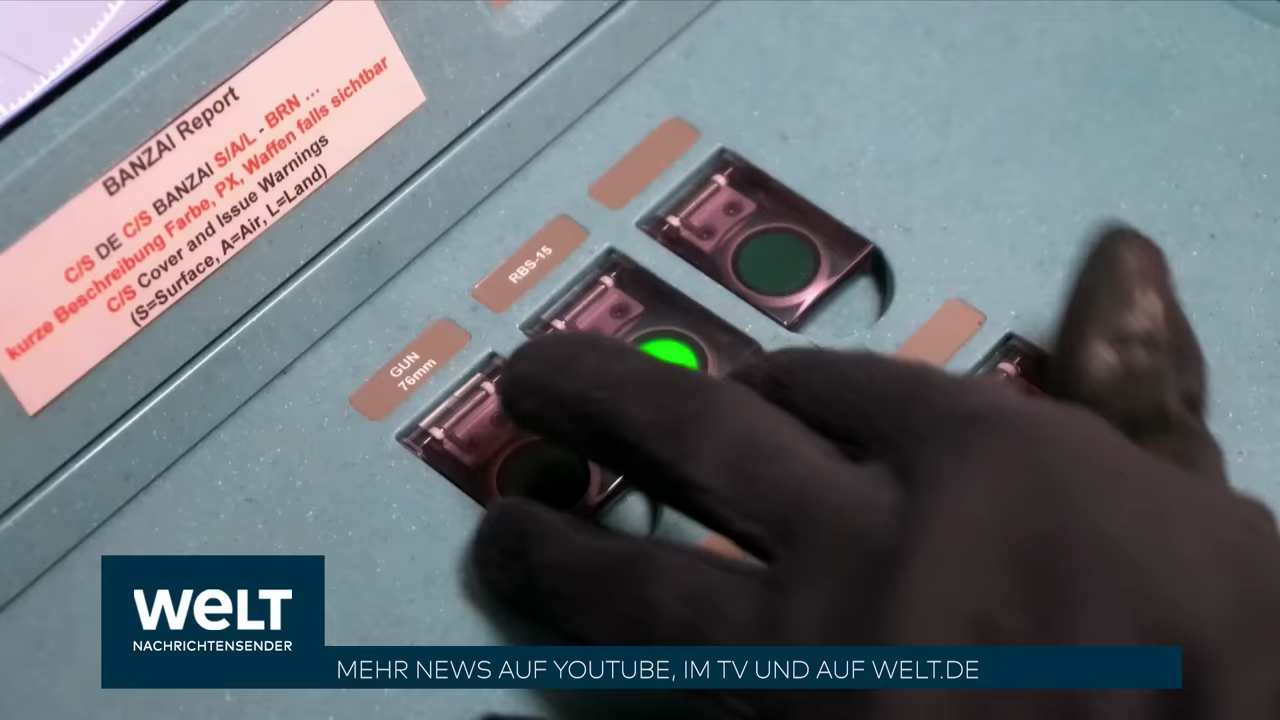 BANZAI Report
C/S DE C/S BANZAI S/A/L - BRN ...
kurze Beschreibung Farbe, PX, Waffen falls sichtbar
C/S Cover and Issue Warnings
(S=Surface, A=Air, L=Land)
RBS-15
GUN
76mm
WELT
NACHRICHTENSENDER
MEHR NEWS AUF YOUTUBE, IM TV UND AUF WELT.DE